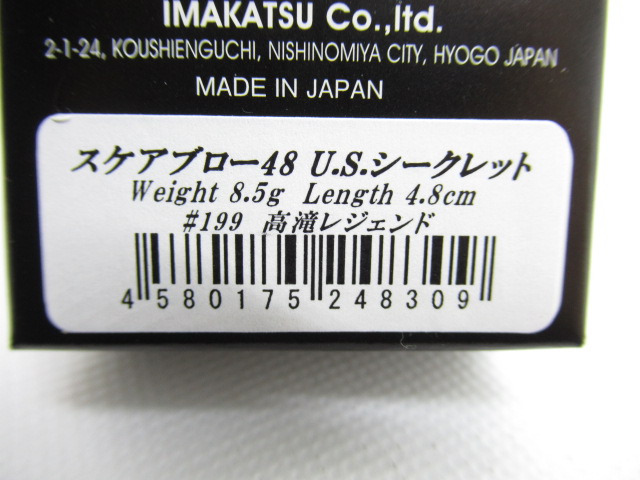 IMAKATSU Co.,ltd.
2-1-24, KOUSHIENGUCHI, NISHINOMIYA CITY, HYOGO JAPAN
MADE IN JAPAN
スケアブロー48 U.S.シークレット
Weight 8.5g Length 4.8cm
#199 高滝レジェンド
4 580175 248309